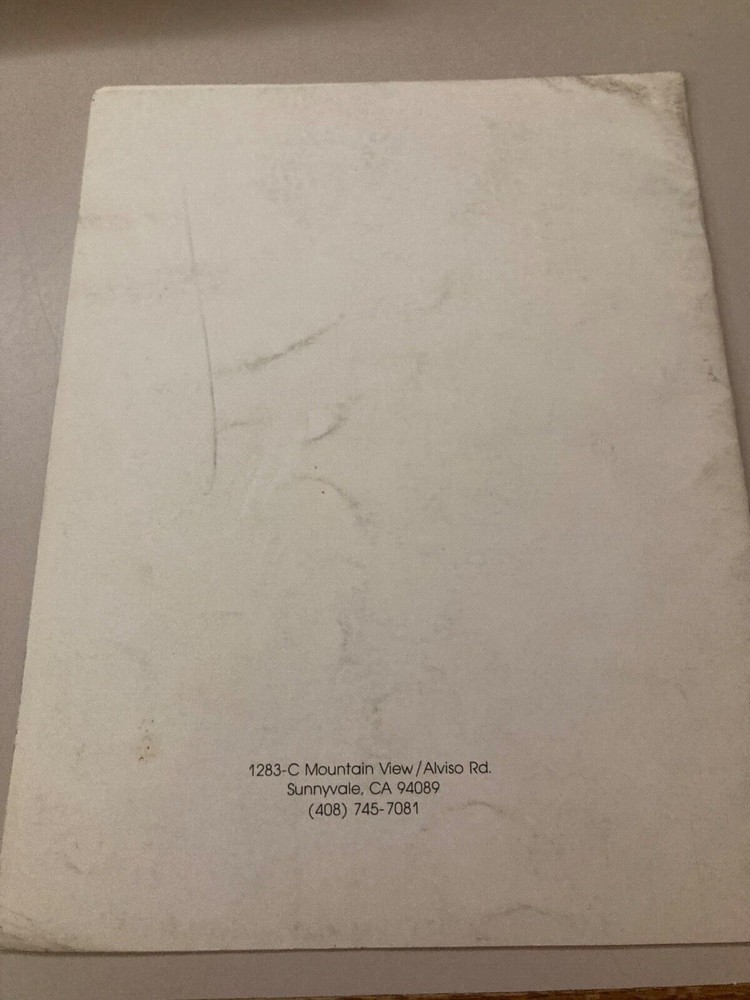 1283-C Mountain View/Alviso Rd.
Sunnyvale, CA 94089
(408) 745-7081